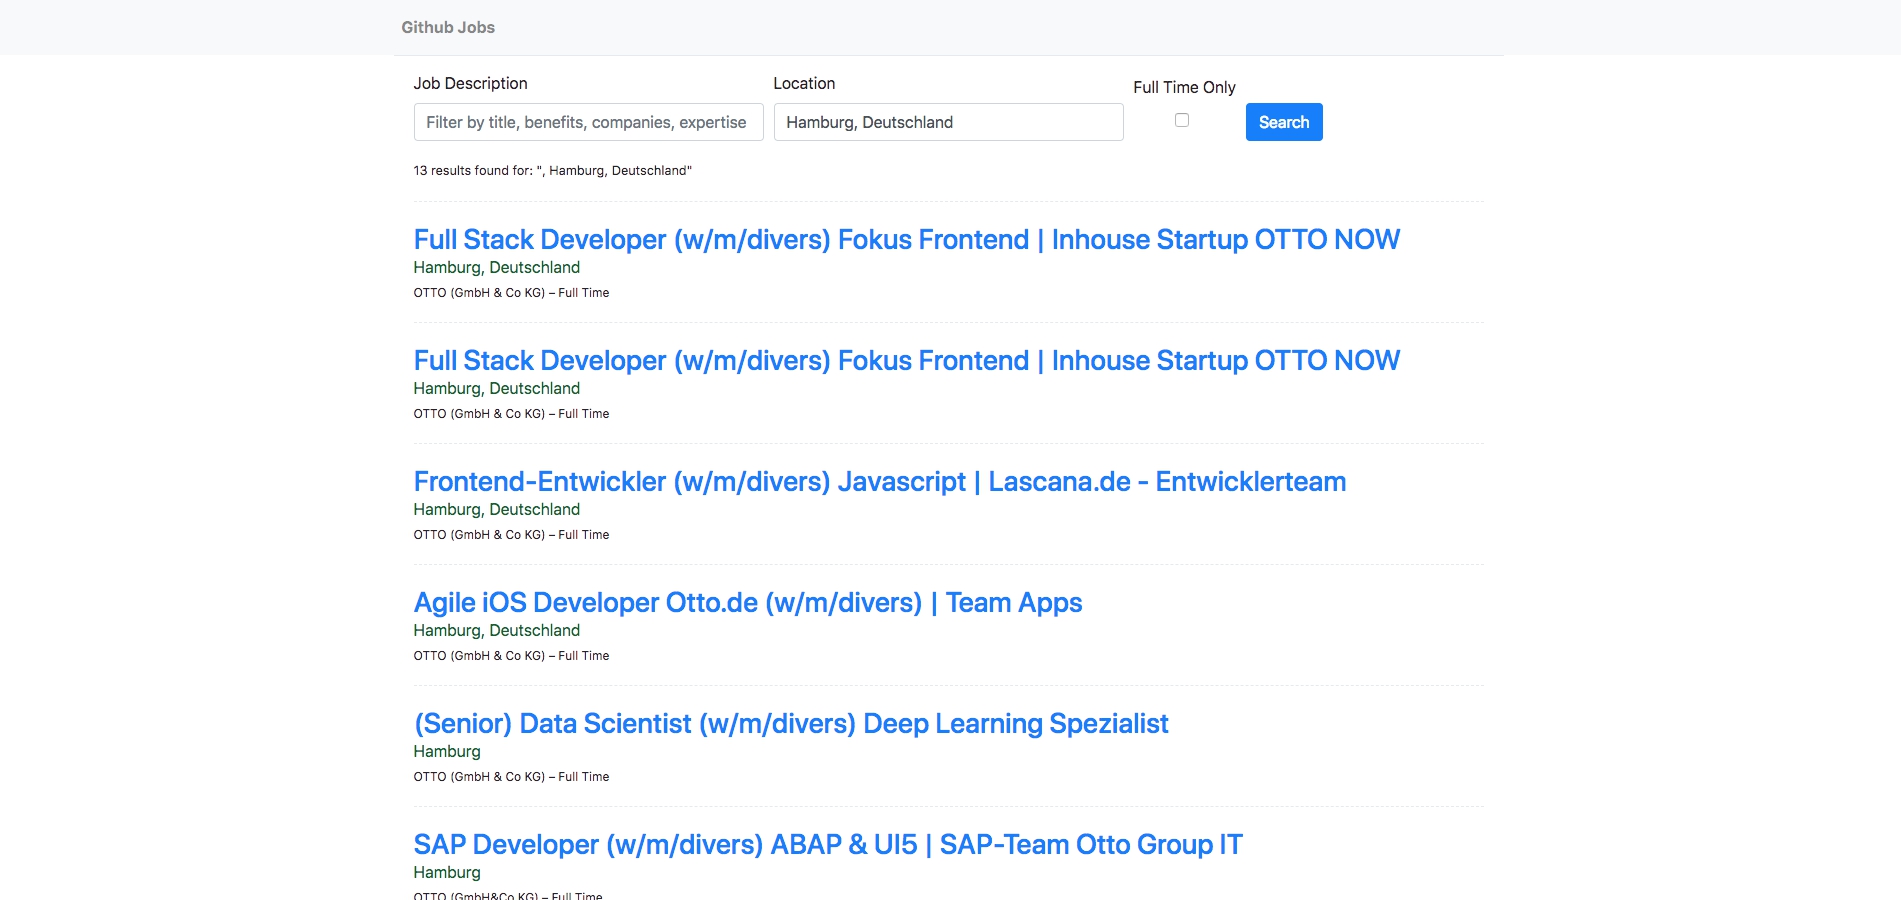 Github Jobs
Job Description
Location
Full Time Only
Filter by title, benefits, companies, expertise
Hamburg, Deutschland
Search
13 results found for: ", Hamburg, Deutschland"
Full Stack Developer (w/m/divers) Fokus Frontend | Inhouse Startup OTTO NOW
Hamburg, Deutschland
OTTO (GmbH & Co KG) – Full Time
Full Stack Developer (w/m/divers) Fokus Frontend | Inhouse Startup OTTO NOW
Hamburg, Deutschland
OTTO (GmbH & Co KG) – Full Time
Frontend-Entwickler (w/m/divers) Javascript | Lascana.de - Entwicklerteam
Hamburg, Deutschland
OTTO (GmbH & Co KG) – Full Time
Agile iOS Developer Otto.de (w/m/divers) | Team Apps
Hamburg, Deutschland
OTTO (GmbH & Co KG) – Full Time
(Senior) Data Scientist (w/m/divers) Deep Learning Spezialist
Hamburg
OTTO (GmbH & Co KG) – Full Time
SAP Developer (w/m/divers) ABAP & UI5 | SAP-Team Otto Group IT
Hamburg
OTTO (GmbH&Co KG) – Full Time